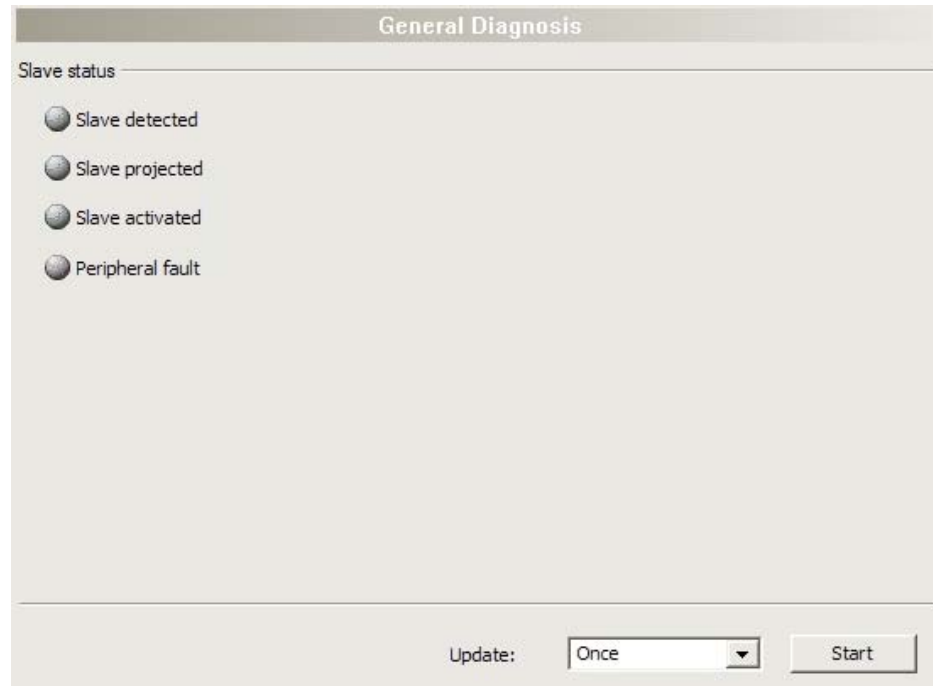 General Diagnosis
Slave status
Slave detected
Slave projected
Slave activated
Peripheral fault
Update: Once Start